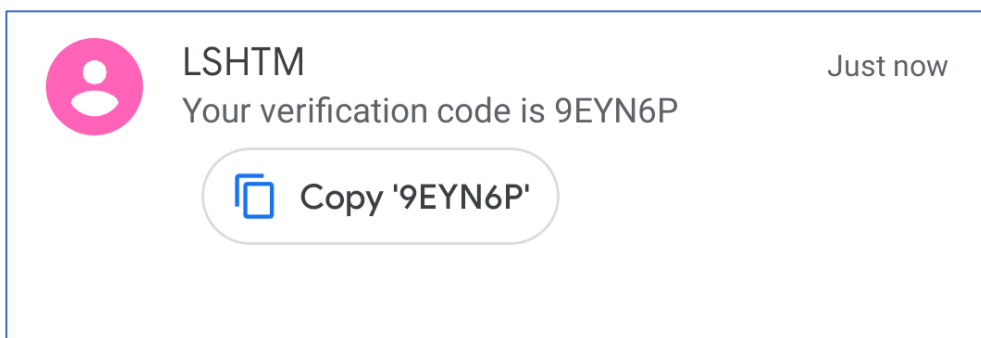 LSHTM
Just now
Your verification code is 9EYN6P
Copy '9EYN6P'